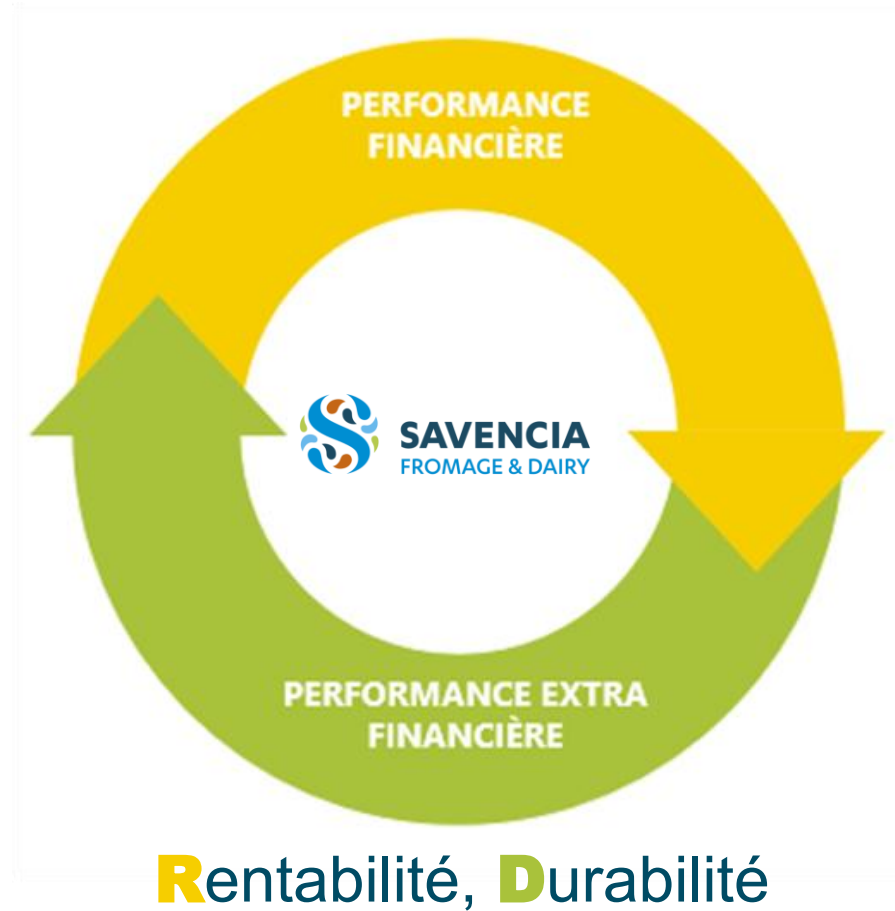 PERFORMANCE
FINANCIÈRE
SAVENCIA
FROMAGE & DAIRY
PERFORMANCE EXTRA
FINANCIÈRE
Rentabilité, Durabilité